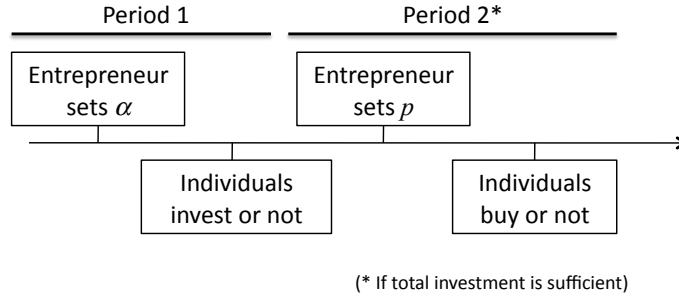 Period 1
Period 2*
Entrepreneur
sets α
Entrepreneur
sets p
Individuals
invest or not
Individuals
buy or not
(* If total investment is sufficient)